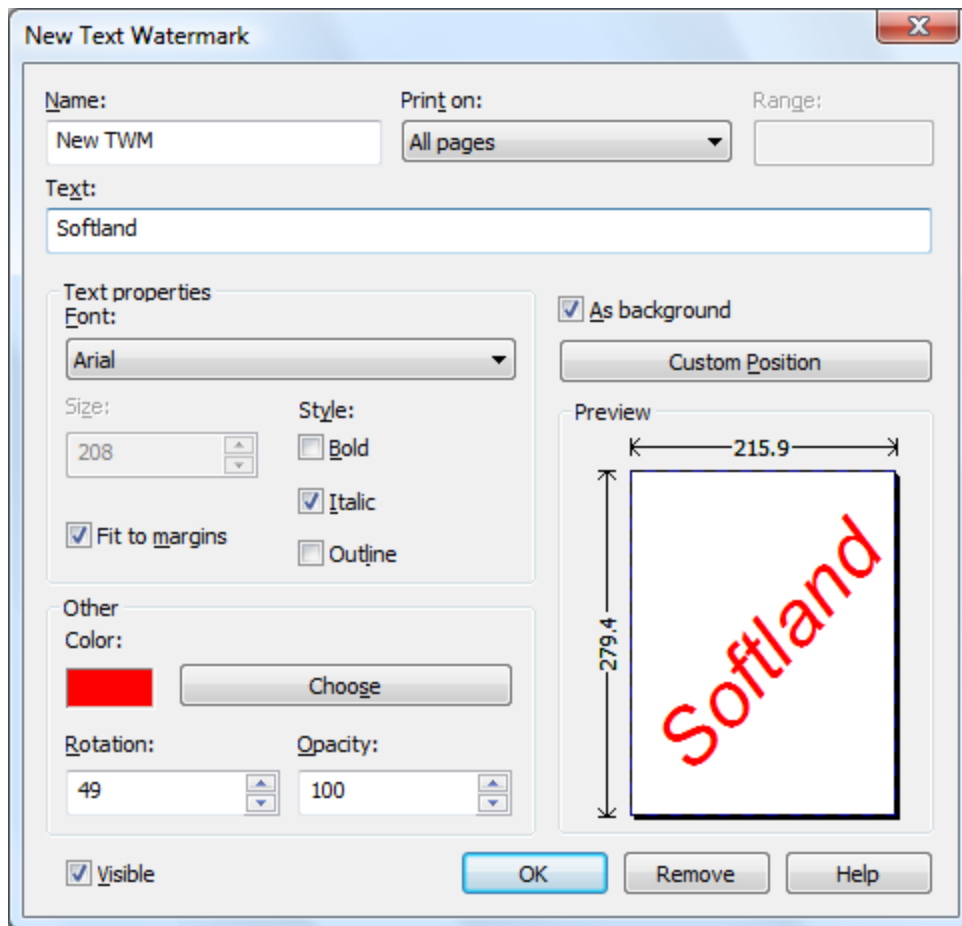 New Text Watermark
Name: Print on: Range:
New TWM All pages
Text:
Softland
Text properties
Font:
Arial
As background
Custom Position
Size: Style:
208
Bold
Italic
Fit to margins
Outline
Preview
215.9
279.4
Softland
Other
Color:
Choose
Rotation: Opacity:
49 100
Visible OK Remove Help